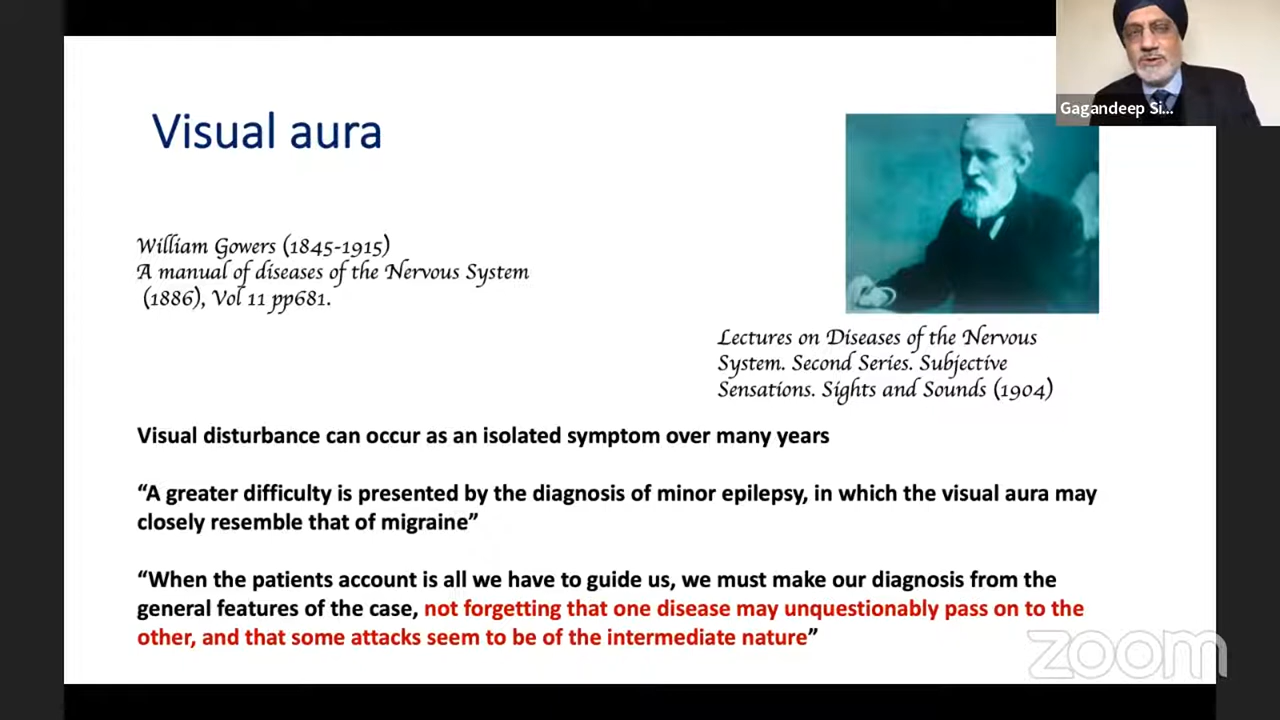 Gagandeep Si...
Visual aura
William Gowers (1845-1915)
A manual of diseases of the Nervous System
(1886), Vol 11 pp681.
Lectures on Diseases of the Nervous
System. Second Series. Subjective
Sensations. Sights and Sounds (1904)
Visual disturbance can occur as an isolated symptom over many years
“A greater difficulty is presented by the diagnosis of minor epilepsy, in which the visual aura may
closely resemble that of migraine”
“When the patients account is all we have to guide us, we must make our diagnosis from the
general features of the case, not forgetting that one disease may unquestionably pass on to the
other, and that some attacks seem to be of the intermediate nature”
zoom